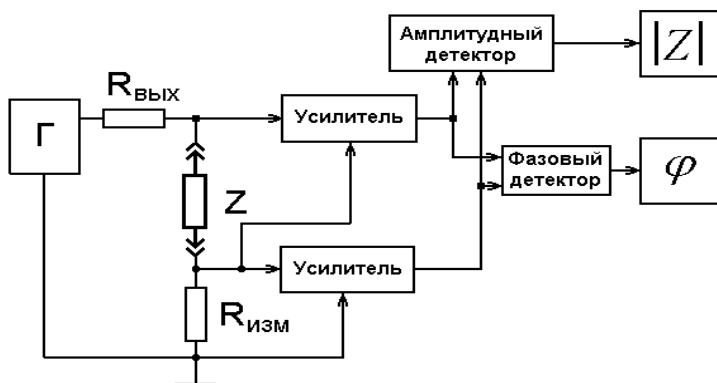 Амплитудный
детектор
|Z|
Rвых
Г
Усилитель
Фазовый
детектор
φ
Z
Усилитель
Rизм